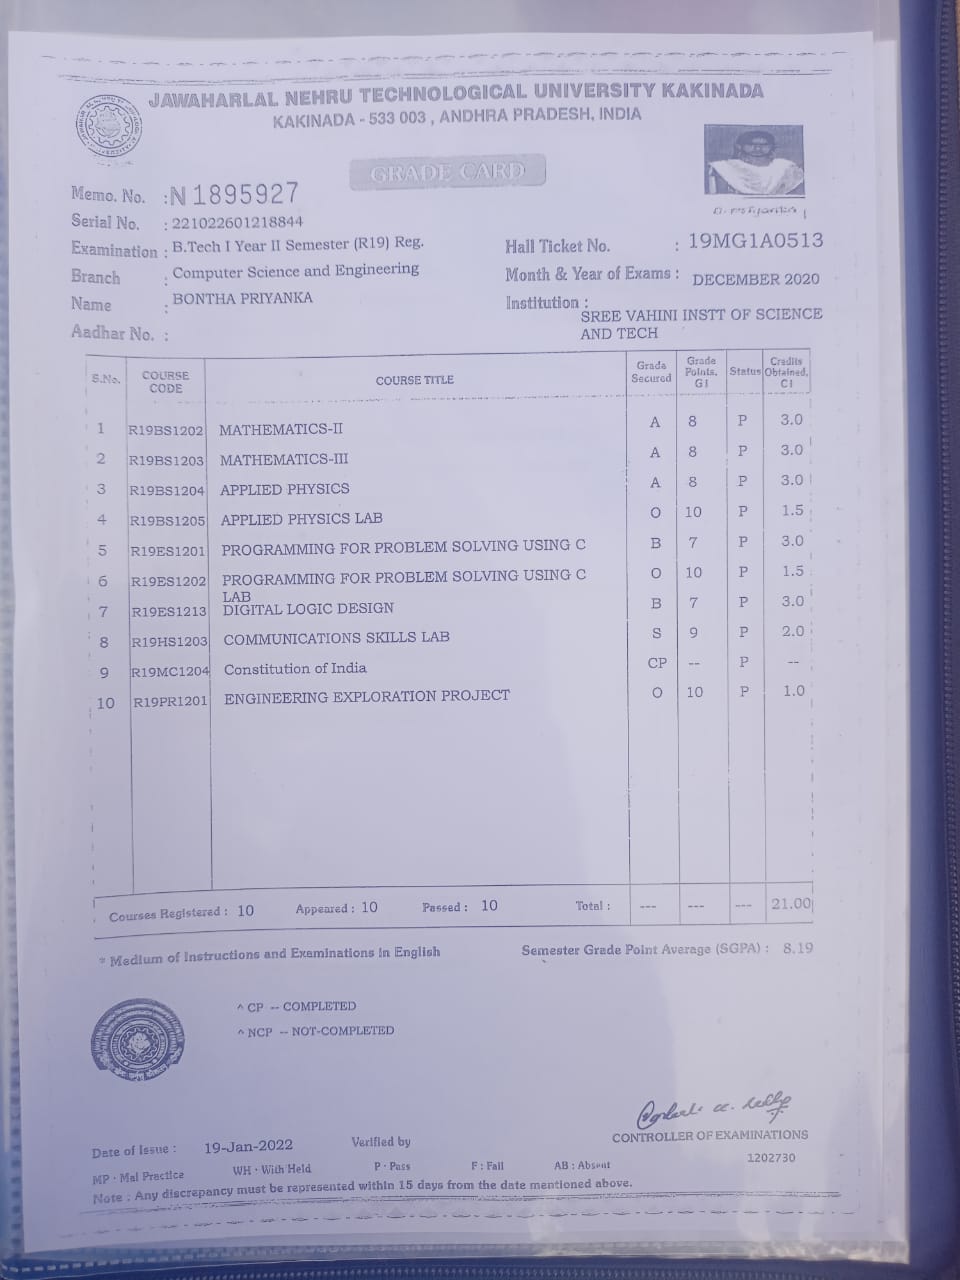 JAWAHARLAL NEHRU TECHNOLOGICAL UNIVERSITY KAKINADA
KAKINADA - 533 003 , ANDHRA PRADESH, INDIA
GRADE CARD
Memo. No. : N 1895927
Serial No. : 221022601218844
Examination : B.Tech I Year II Semester (R19) Reg.
Hall Ticket No. : 19MG1A0513
Branch : Computer Science and Engineering
Month & Year of Exams : DECEMBER 2020
Name : BONTHA PRIYANKA
Institution : SREE VAHINI INSTT OF SCIENCE
AND TECH
Aadhar No. :
S.No. COURSE CODE COURSE TITLE Grade Secured Grade Points, G1 Status Credits Obtained, C1
1 R19BS1202 MATHEMATICS-II A 8 P 3.0
2 R19BS1203 MATHEMATICS-III A 8 P 3.0
3 R19BS1204 APPLIED PHYSICS A 8 P 3.0
4 R19BS1205 APPLIED PHYSICS LAB O 10 P 1.5
5 R19ES1201 PROGRAMMING FOR PROBLEM SOLVING USING C B 7 P 3.0
6 R19ES1202 PROGRAMMING FOR PROBLEM SOLVING USING C O 10 P 1.5
LAB
7 R19ES1213 DIGITAL LOGIC DESIGN B 7 P 3.0
8 R19HS1203 COMMUNICATIONS SKILLS LAB S 9 P 2.0
9 R19MC1204 Constitution of India CP -- P --
10 R19PR1201 ENGINEERING EXPLORATION PROJECT O 10 P 1.0
Courses Registered : 10 Appeared : 10 Passed : 10 Total : --- --- --- 21.00
* Medium of Instructions and Examinations in English Semester Grade Point Average (SGPA) : 8.19
^ CP -- COMPLETED
^ NCP -- NOT-COMPLETED
CONTROLLER OF EXAMINATIONS
Date of Issue : 19-Jan-2022 Verified by
1202730
MP - Mal Practice WH - With Held P - Pass F : Fail AB : Absent
Note : Any discrepancy must be represented within 15 days from the date mentioned above.